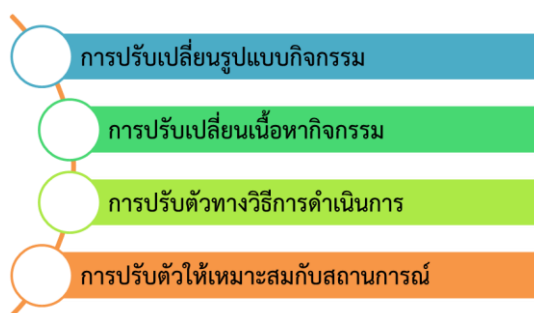 การปรับเปลี่ยนรูปแบบกิจกรรม
การปรับเปลี่ยนเนื้อหากิจกรรม
การปรับตัวทางวิธีการดำเนินการ
การปรับตัวให้เหมาะสมกับสถานการณ์